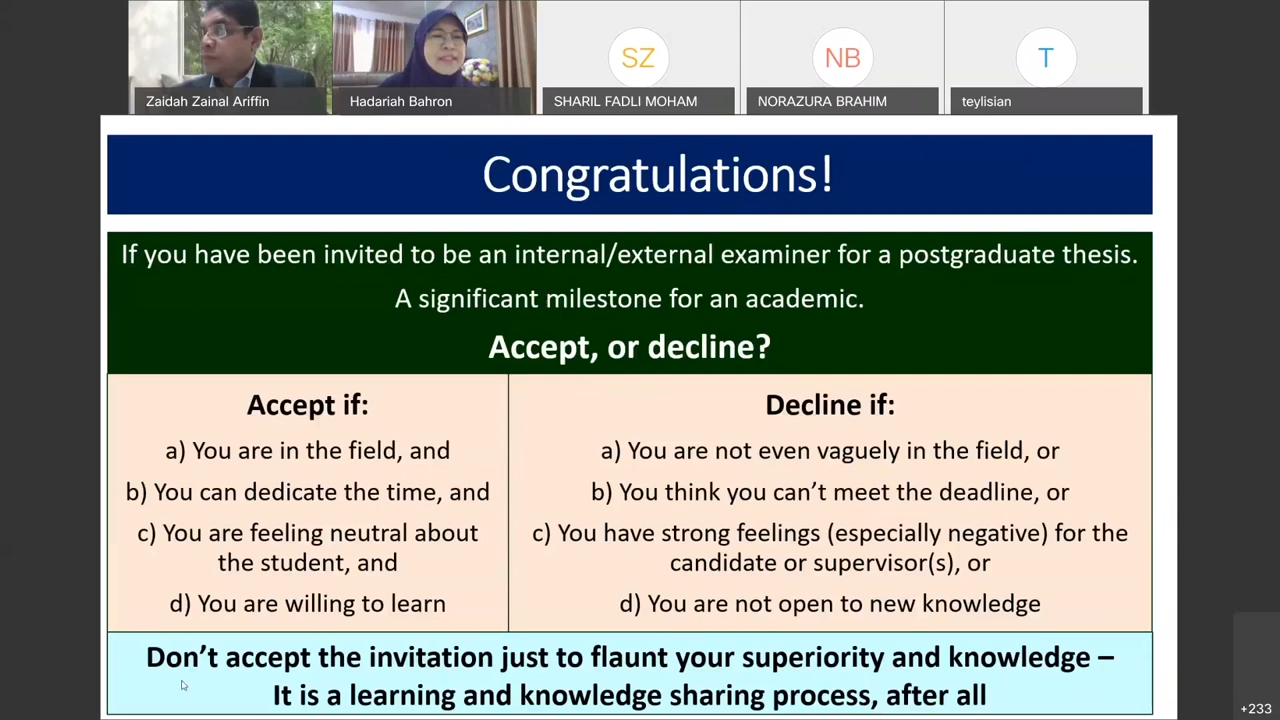 SZ
NB
T
Zaidah Zainal Ariffin
Hadariah Bahron
SHARIL FADLI MOHAM
NORAZURA BRAHIM
teylisian
Congratulations!
If you have been invited to be an internal/external examiner for a postgraduate thesis.
A significant milestone for an academic.
Accept, or decline?
Accept if:
a) You are in the field, and
b) You can dedicate the time, and
c) You are feeling neutral about
the student, and
d) You are willing to learn
Decline if:
a) You are not even vaguely in the field, or
b) You think you can’t meet the deadline, or
c) You have strong feelings (especially negative) for the
candidate or supervisor(s), or
d) You are not open to new knowledge
Don’t accept the invitation just to flaunt your superiority and knowledge –
It is a learning and knowledge sharing process, after all
+233